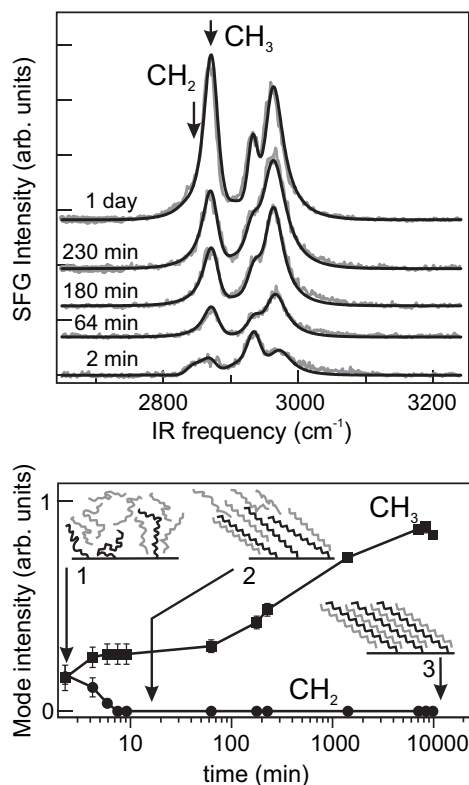 SFG Intensity (arb. units)
CH₃
CH₂
1 day
230 min
180 min
64 min
2 min
2800 3000 3200
IR frequency (cm⁻¹)
Mode intensity (arb. units)
1
0
1
2
3
CH₃
CH₂
10 100 1000 10000
time (min)